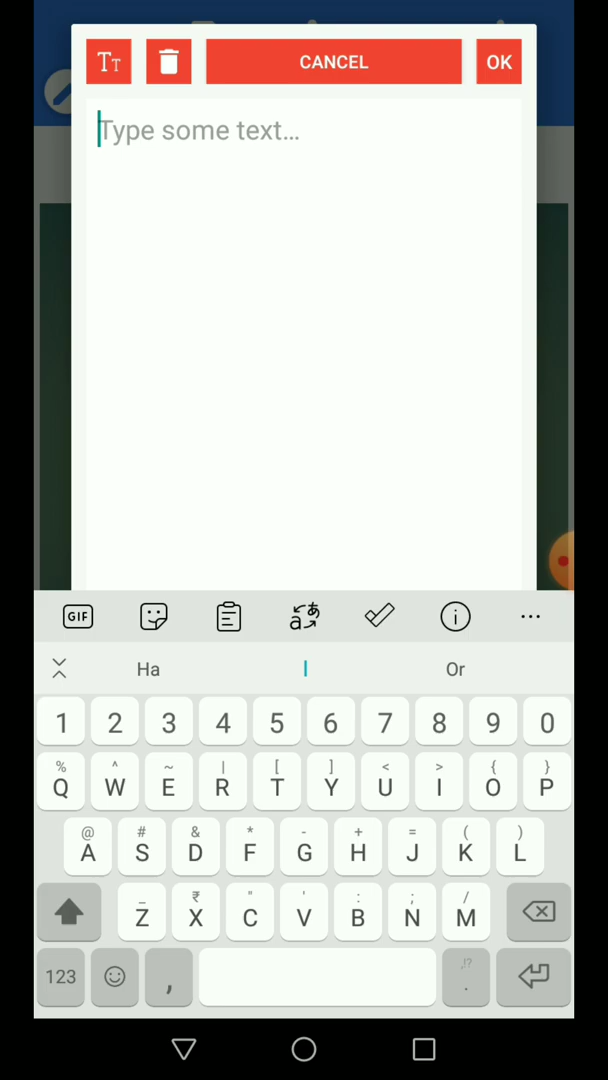 TT CANCEL OK
Type some text...
GIF
Ha I Or
1 2 3 4 5 6 7 8 9 0
% ^ ~ | [ ] < > { }
Q W E R T Y U I O P
@ # & * - + = ( )
A S D F G H J K L
_ ₹ " ' : ; /
Z X C V B N M
,!?
123 , .